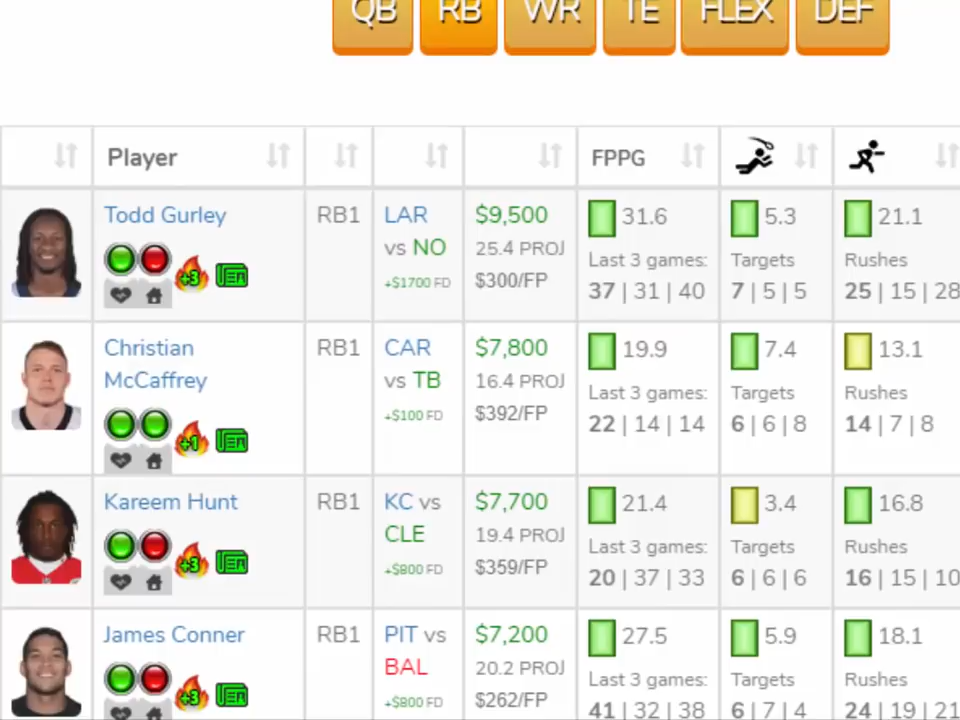 QB RB WR TE FLEX DEF
Player FPPG
Todd Gurley RB1 LAR $9,500 31.6 5.3 21.1
vs NO 25.4 PROJ Last 3 games: Targets Rushes
+3 +$1700 FD $300/FP 37 | 31 | 40 7 | 5 | 5 25 | 15 | 28
Christian RB1 CAR $7,800 19.9 7.4 13.1
McCaffrey vs TB 16.4 PROJ Last 3 games: Targets Rushes
+1 +$100 FD $392/FP 22 | 14 | 14 6 | 6 | 8 14 | 7 | 8
Kareem Hunt RB1 KC vs $7,700 21.4 3.4 16.8
CLE 19.4 PROJ Last 3 games: Targets Rushes
+3 +$800 FD $359/FP 20 | 37 | 33 6 | 6 | 6 16 | 15 | 10
James Conner RB1 PIT vs $7,200 27.5 5.9 18.1
BAL 20.2 PROJ Last 3 games: Targets Rushes
+3 +$800 FD $262/FP 41 | 32 | 38 6 | 7 | 4 24 | 19 | 21